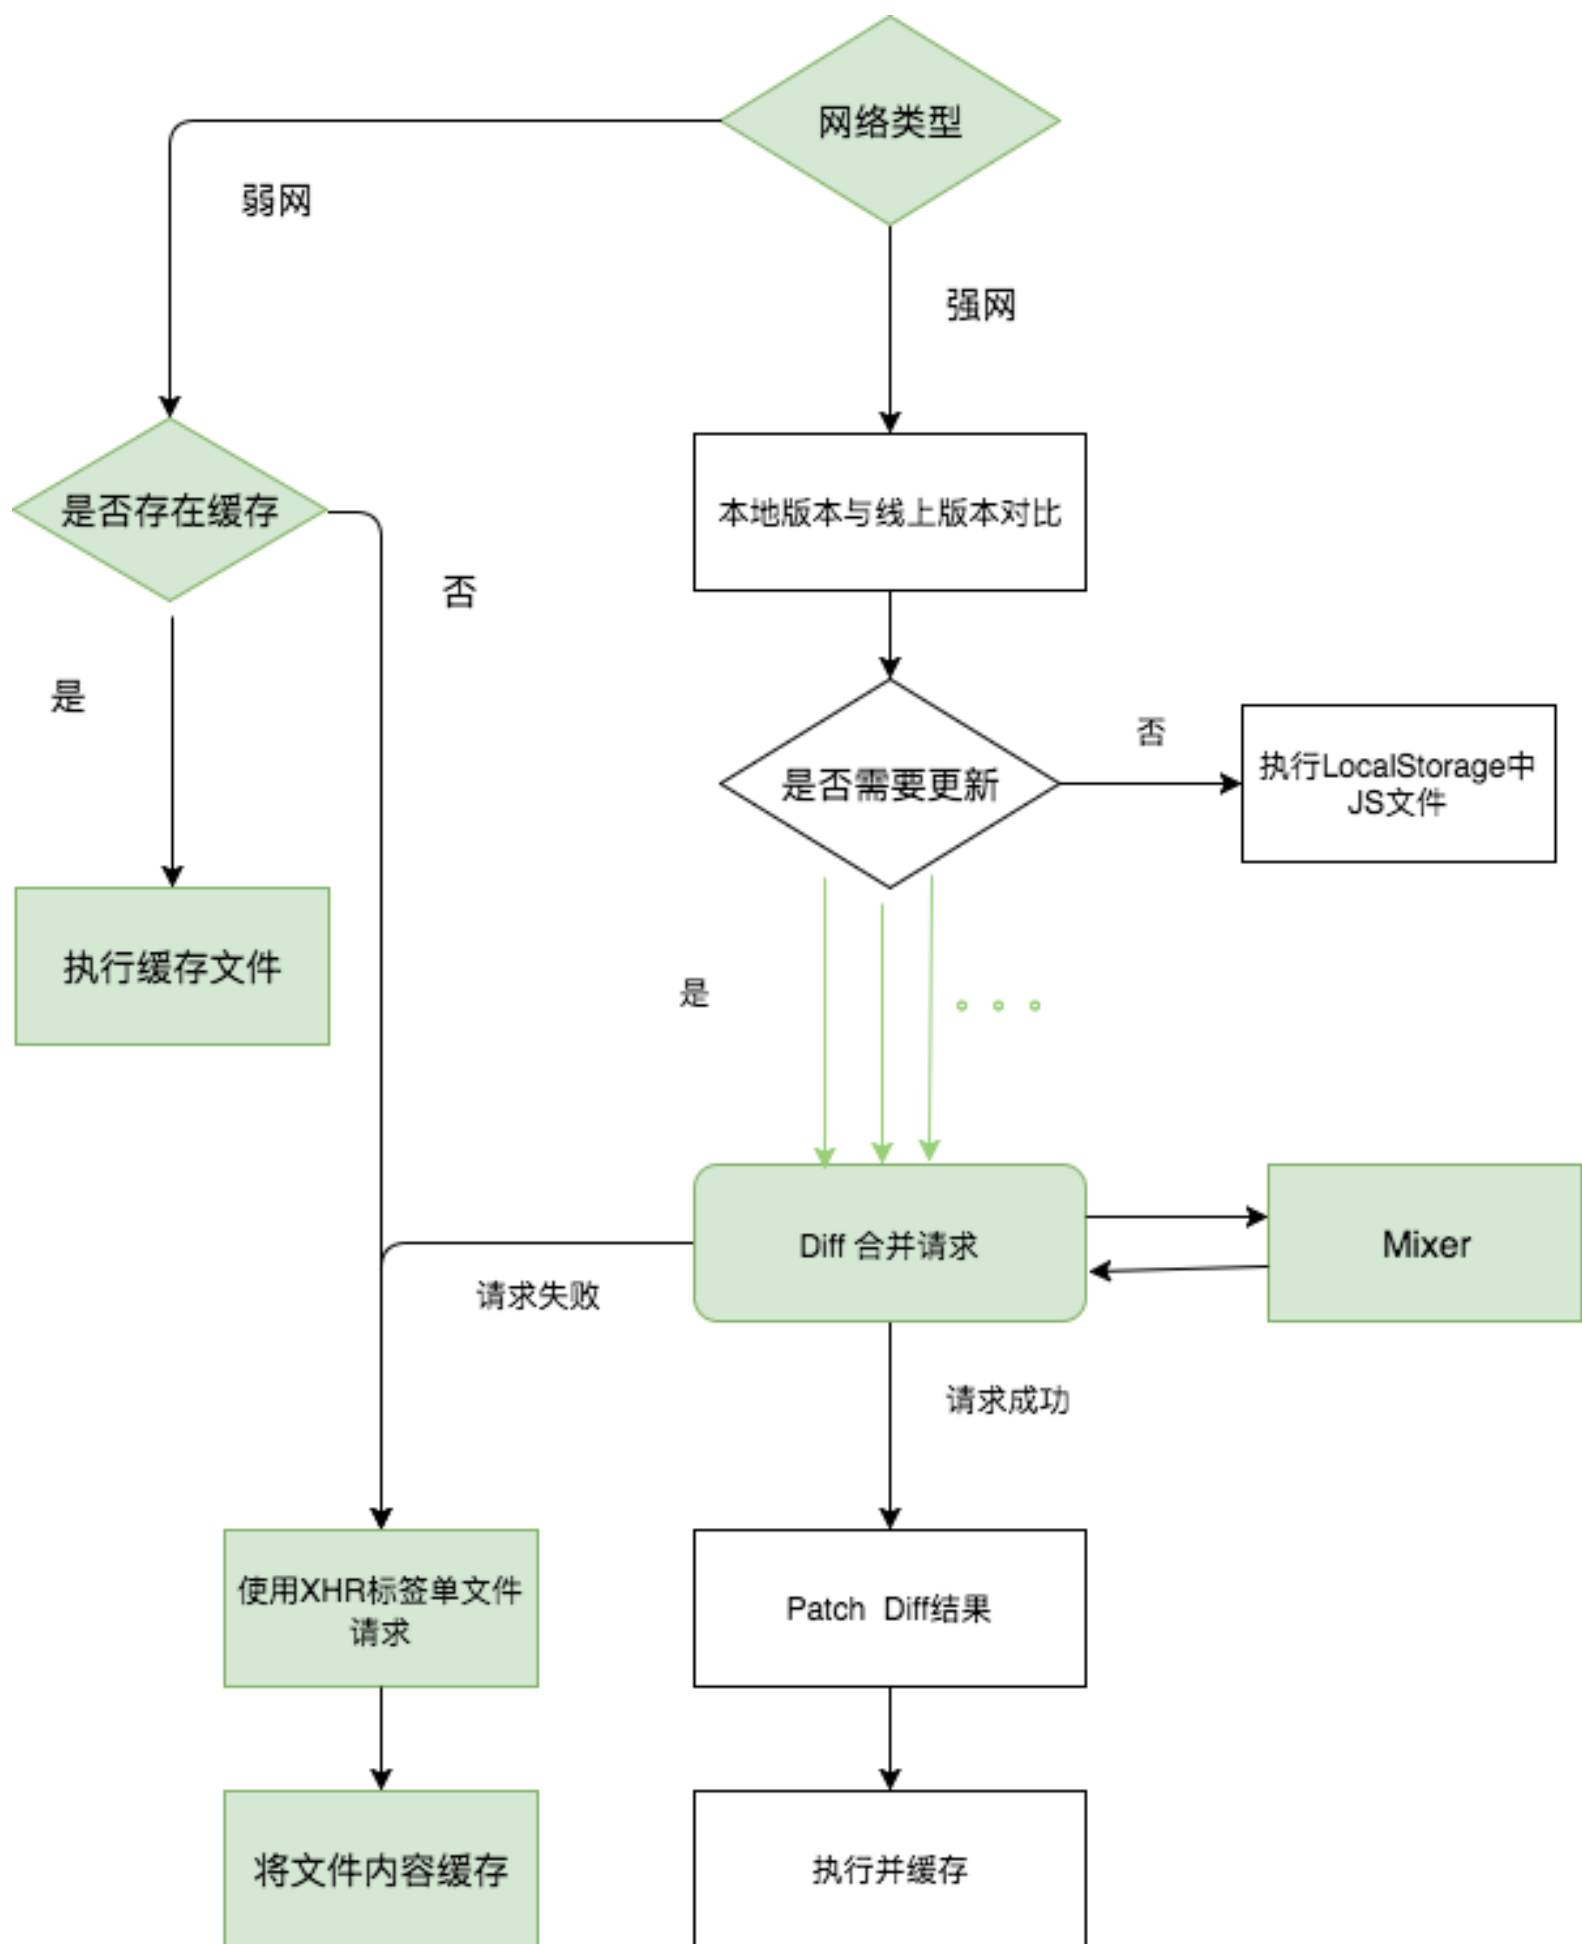 网络类型
弱网
强网
是否存在缓存
本地版本与线上版本对比
否
是
否
是否需要更新
执行LocalStorage中
JS文件
执行缓存文件
是
Diff 合并请求
Mixer
请求失败
请求成功
使用XHR标签单文件
请求
Patch Diff结果
将文件内容缓存
执行并缓存